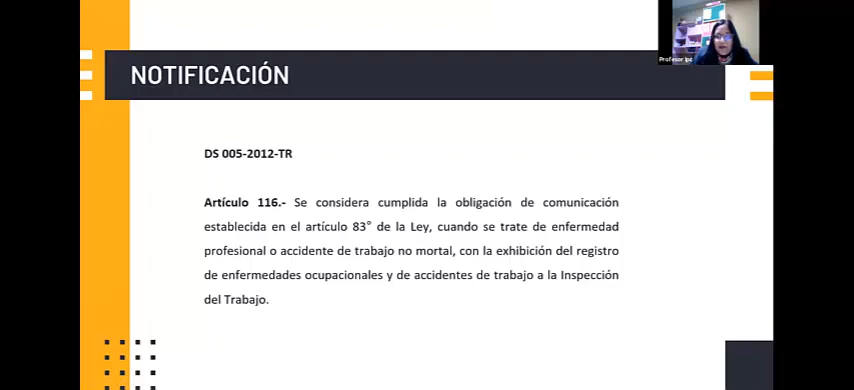 Profesor Ipc
NOTIFICACIÓN
DS 005-2012-TR
Artículo 116.- Se considera cumplida la obligación de comunicación
establecida en el artículo 83° de la Ley, cuando se trate de enfermedad
profesional o accidente de trabajo no mortal, con la exhibición del registro
de enfermedades ocupacionales y de accidentes de trabajo a la Inspección
del Trabajo.